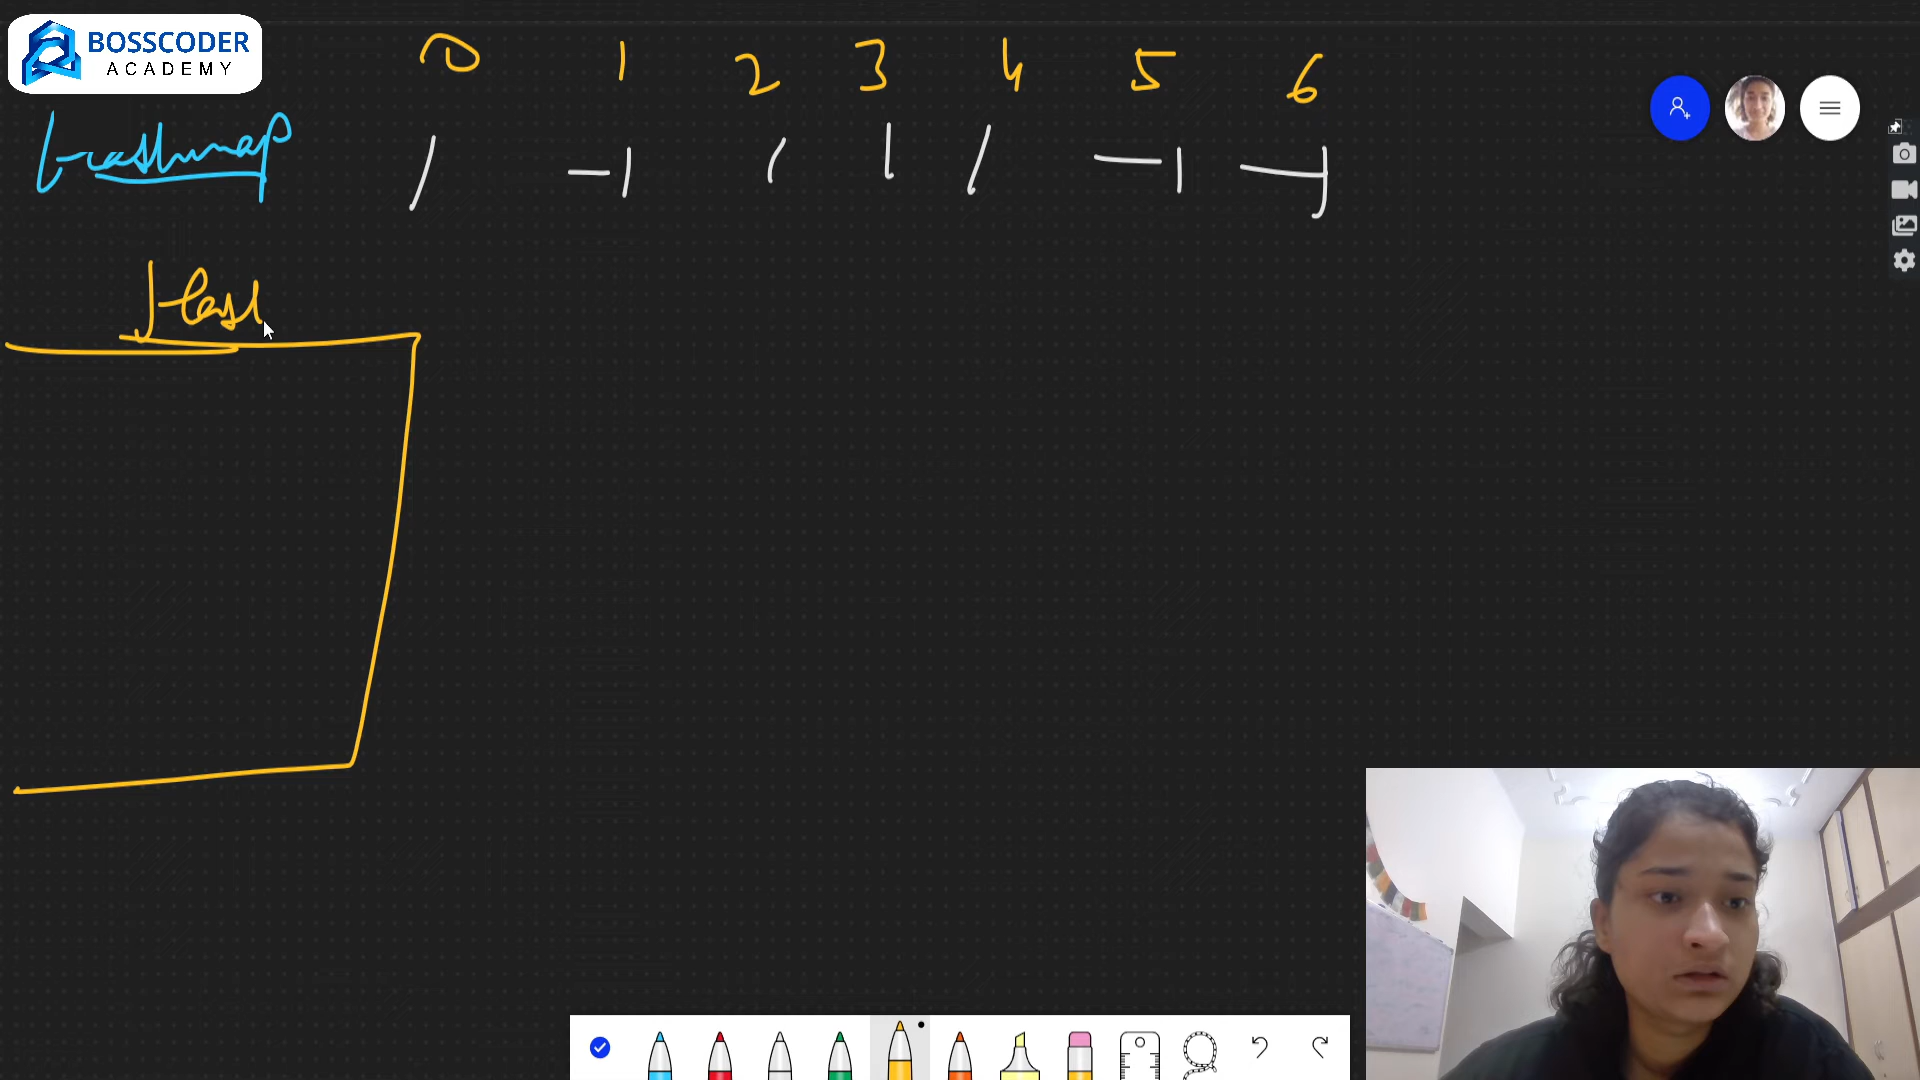 BOSSCODER
ACADEMY
0 1 2 3 4 5 6
Hashmap
1 -1 1 1 1 -1 -1
Hash